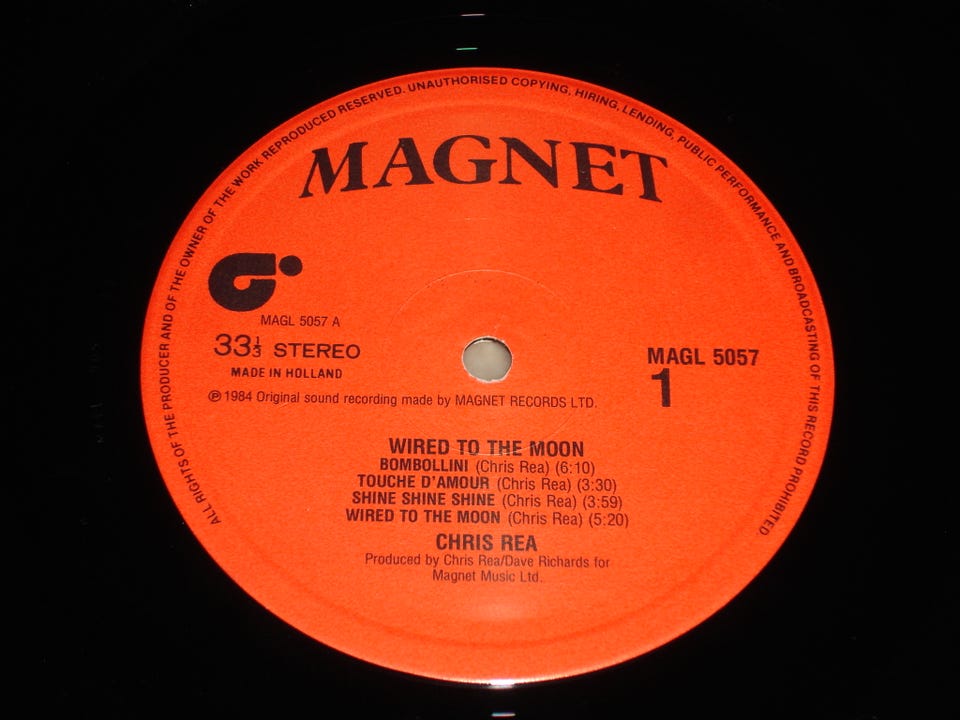 ALL RIGHTS OF THE PRODUCER AND OF THE OWNER OF THE WORK REPRODUCED RESERVED. UNAUTHORISED COPYING, HIRING, LENDING, PUBLIC PERFORMANCE AND BROADCASTING OF THIS RECORD PROHIBITED.
MAGNET
MAGL 5057 A
33⅓ STEREO
MADE IN HOLLAND
MAGL 5057
1
℗ 1984 Original sound recording made by MAGNET RECORDS LTD.
WIRED TO THE MOON
BOMBOLLINI (Chris Rea) (6:10)
TOUCHE D'AMOUR (Chris Rea) (3:30)
SHINE SHINE SHINE (Chris Rea) (3:59)
WIRED TO THE MOON (Chris Rea) (5:20)
CHRIS REA
Produced by Chris Rea/Dave Richards for
Magnet Music Ltd.